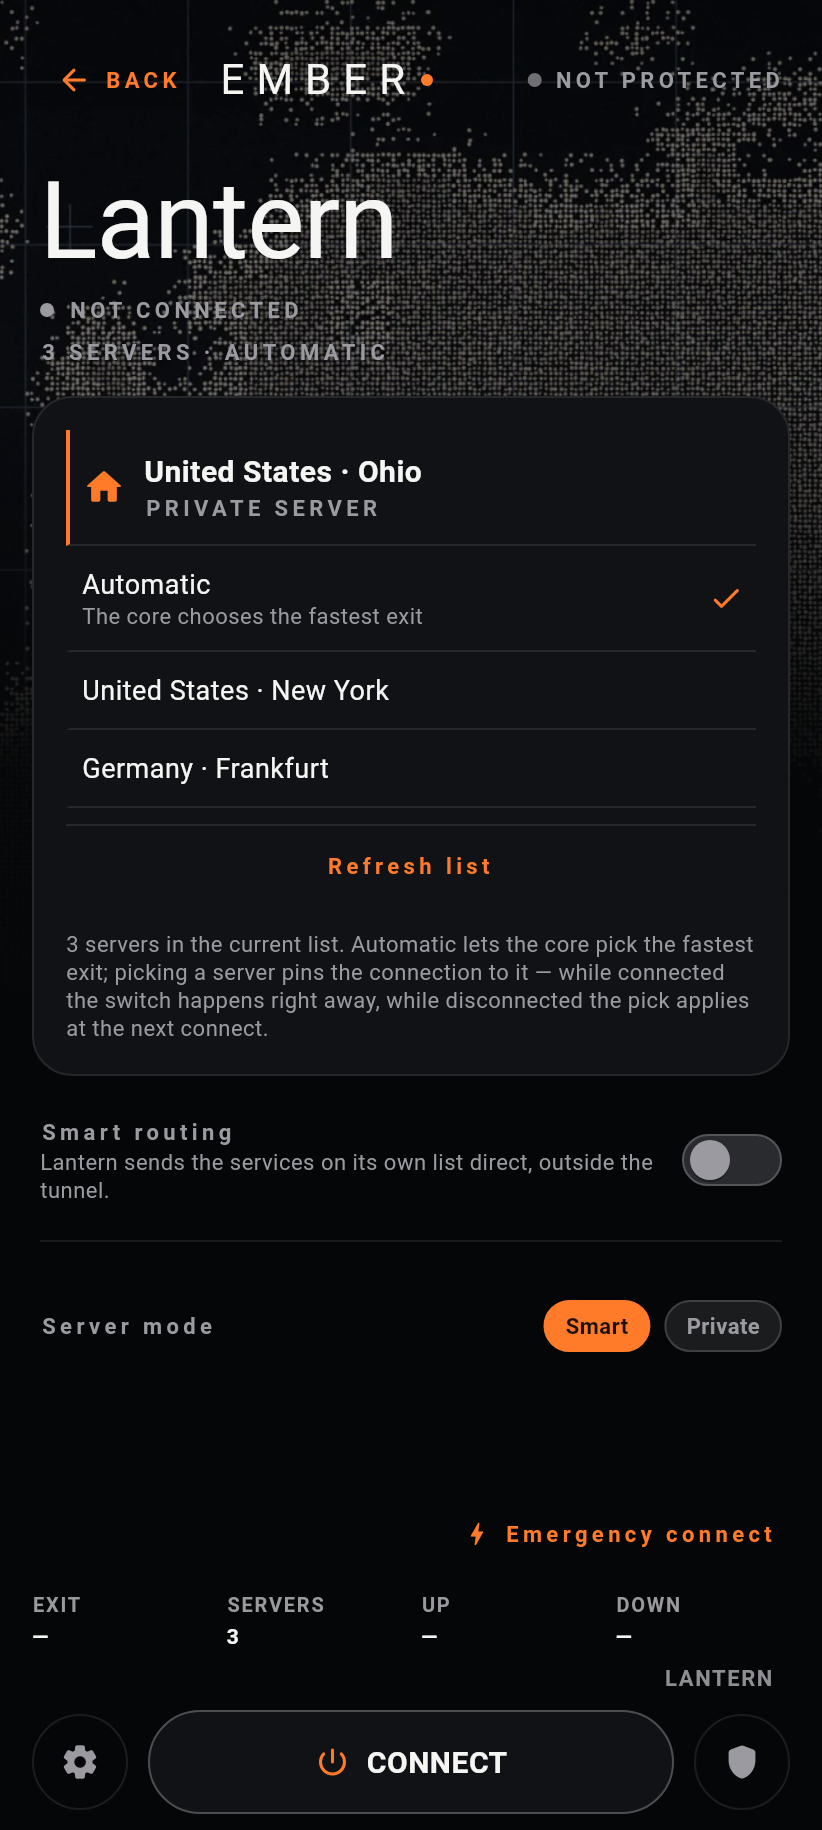 BACK
EMBER
NOT PROTECTED
Lantern
NOT CONNECTED
3 SERVERS · AUTOMATIC
United States · Ohio
PRIVATE SERVER
Automatic
The core chooses the fastest exit
United States · New York
Germany · Frankfurt
Refresh list
3 servers in the current list. Automatic lets the core pick the fastest
exit; picking a server pins the connection to it — while connected
the switch happens right away, while disconnected the pick applies
at the next connect.
Smart routing
Lantern sends the services on its own list direct, outside the
tunnel.
Server mode
Smart
Private
Emergency connect
EXIT
SERVERS
UP
DOWN
—
3
—
—
LANTERN
CONNECT